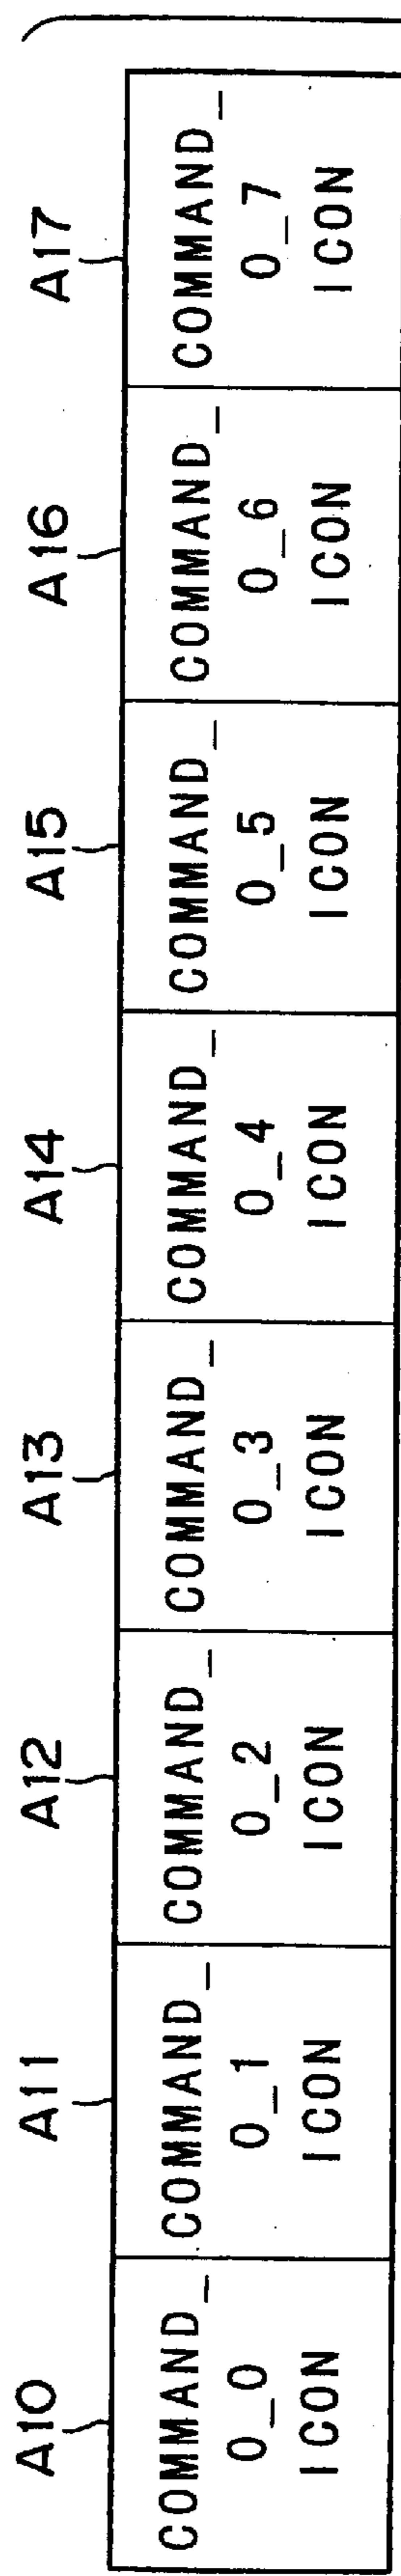 A10 A11 A12 A13 A14 A15 A16 A17
COMMAND_ COMMAND_ COMMAND_ COMMAND_ COMMAND_ COMMAND_ COMMAND_ COMMAND_
0_0 0_1 0_2 0_3 0_4 0_5 0_6 0_7
ICON ICON ICON ICON ICON ICON ICON ICON